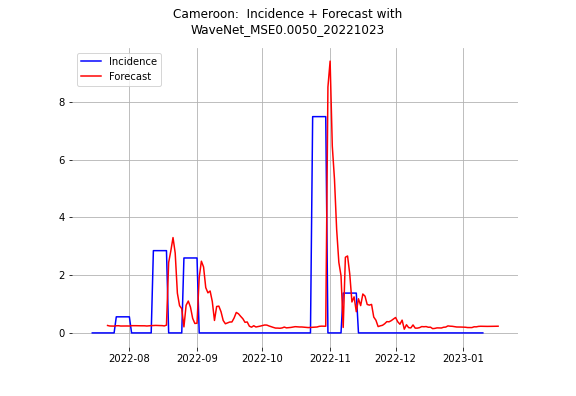 Cameroon:  Incidence + Forecast with
WaveNet_MSE0.0050_20221023
Incidence
Forecast
8
6
4
2
0
2022-08 2022-09 2022-10 2022-11 2022-12 2023-01